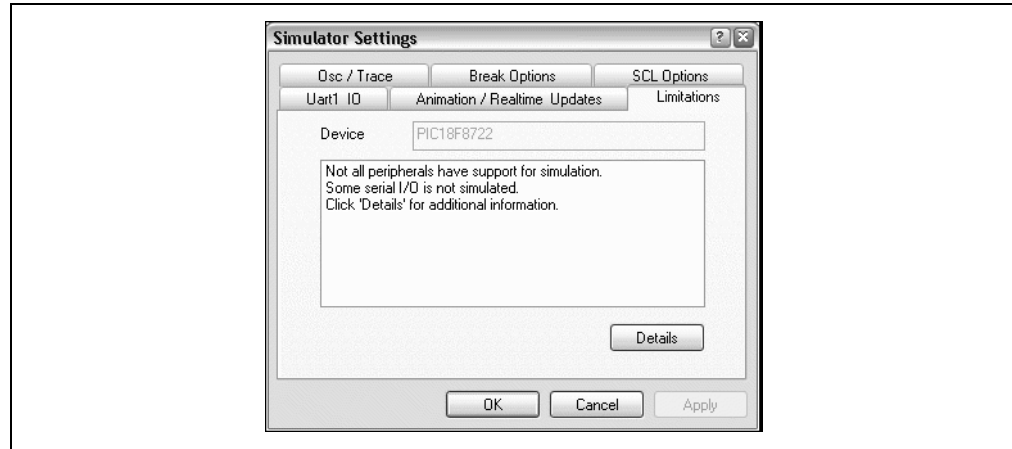 Simulator Settings
?
Osc / Trace
Break Options
SCL Options
Uart1 IO
Animation / Realtime Updates
Limitations
Device
PIC18F8722
Not all peripherals have support for simulation.
Some serial I/O is not simulated.
Click 'Details' for additional information.
Details
OK
Cancel
Apply